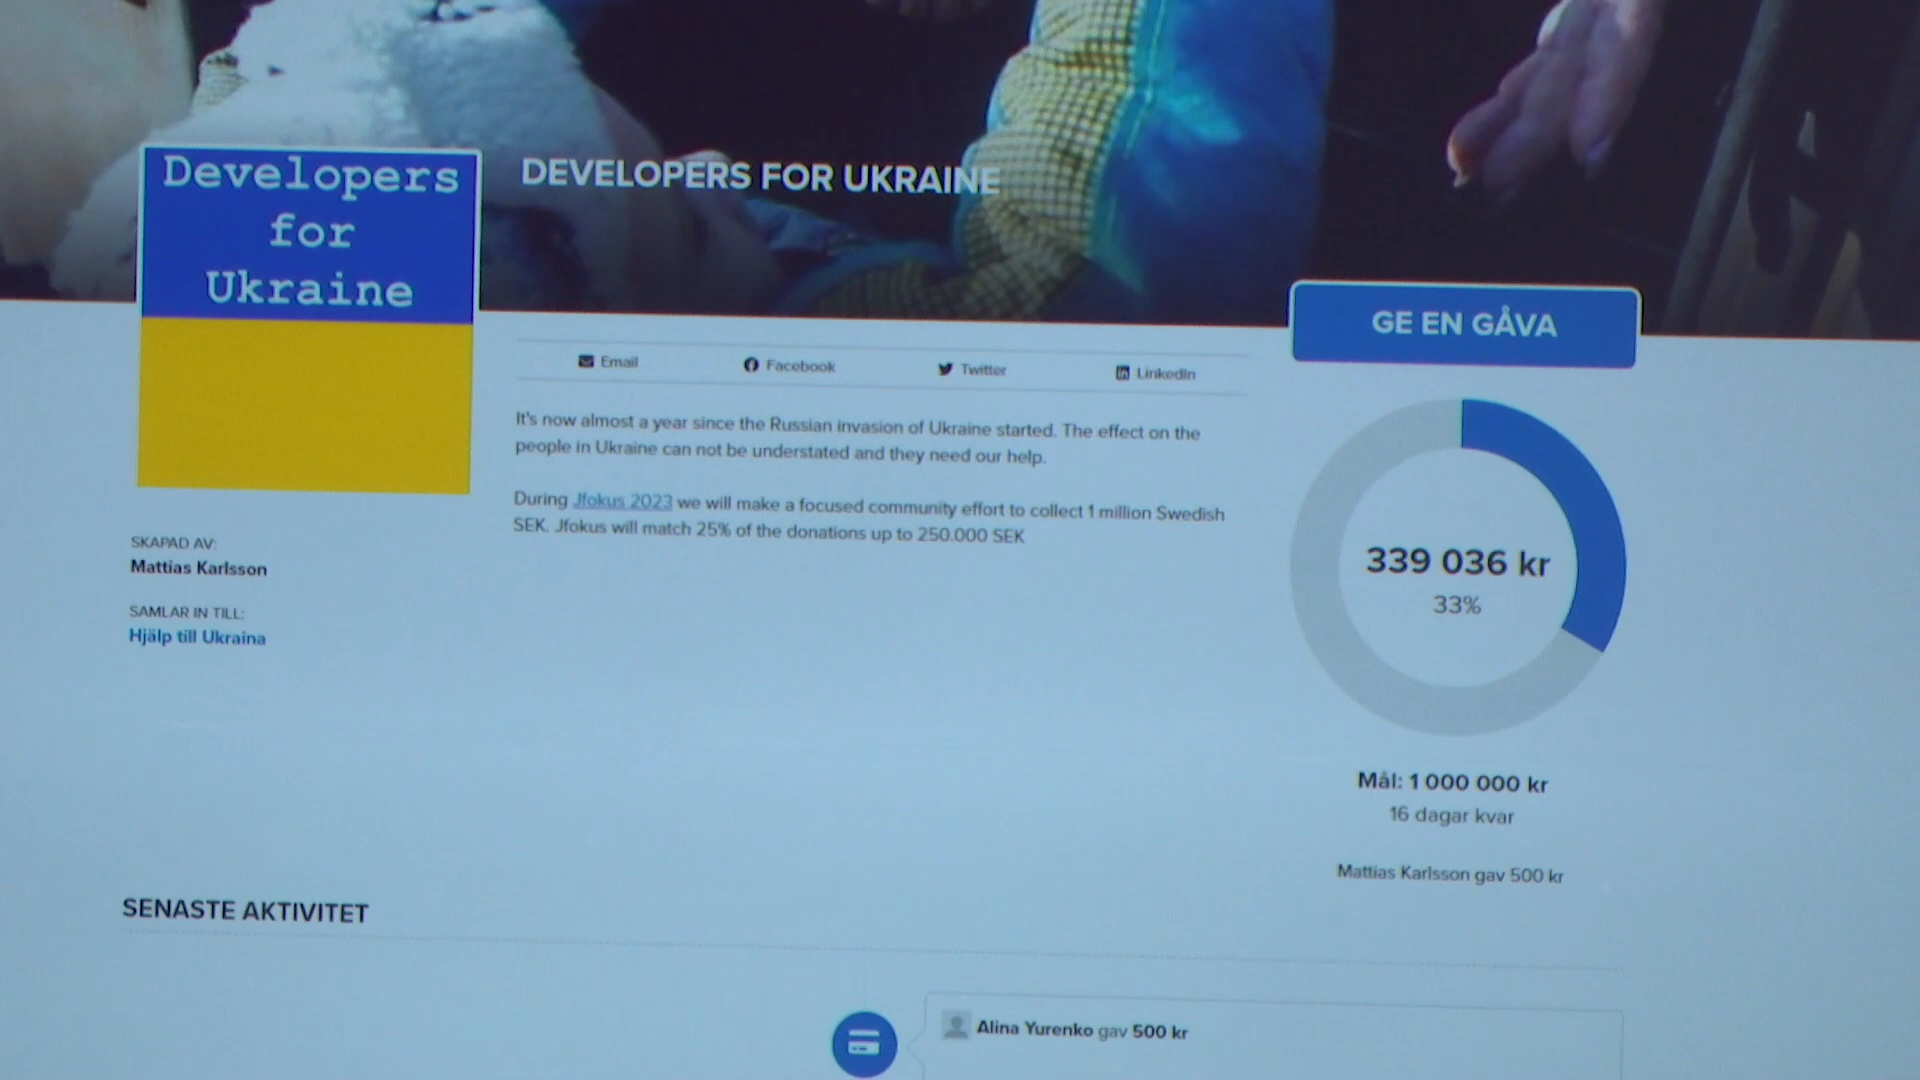 Developers
for
Ukraine
DEVELOPERS FOR UKRAINE
GE EN GÅVA
Email
Facebook
Twitter
LinkedIn
It's now almost a year since the Russian invasion of Ukraine started. The effect on the
people in Ukraine can not be understated and they need our help.
During Jfokus 2023 we will make a focused community effort to collect 1 million Swedish
SEK. Jfokus will match 25% of the donations up to 250.000 SEK
SKAPAD AV:
Mattias Karlsson
SAMLAR IN TILL:
Hjälp till Ukraina
339 036 kr
33%
Mål: 1 000 000 kr
16 dagar kvar
Mattias Karlsson gav 500 kr
SENASTE AKTIVITET
Alina Yurenko gav 500 kr